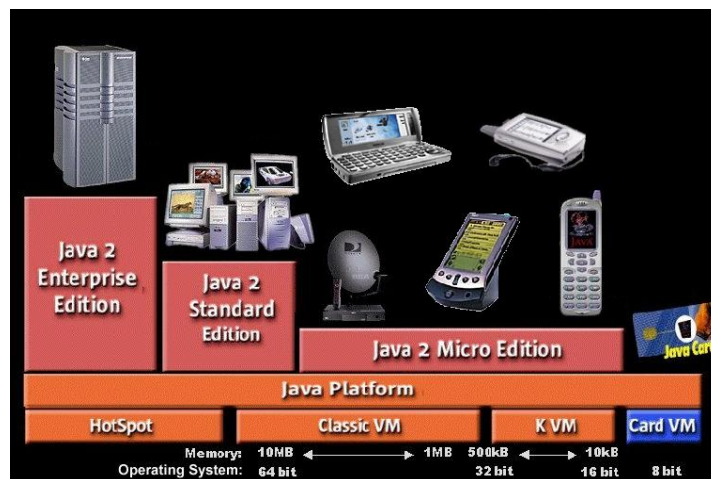 Java 2
Enterprise
Edition
Java 2
Standard
Edition
Java 2 Micro Edition
JAVA
Java Card
Java Platform
HotSpot
Classic VM
K VM
Card VM
Memory: 10MB 1MB 500kB 10kB
Operating System: 64 bit 32 bit 16 bit 8 bit